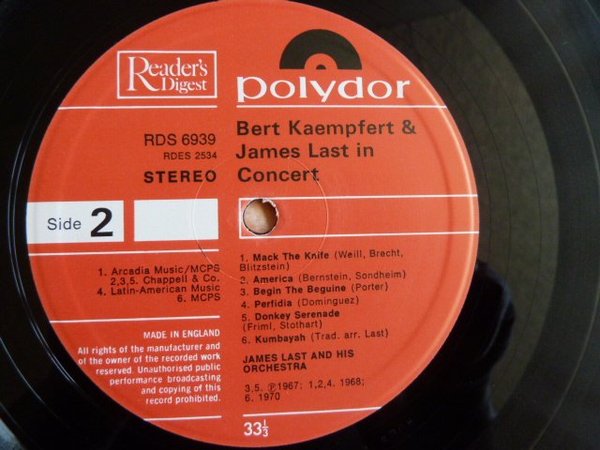 Reader's
Digest
polydor
RDS 6939
RDES 2534
STEREO
Bert Kaempfert &
James Last in
Concert
Side 2
1. Arcadia Music/MCPS
2,3,5. Chappell & Co.
4. Latin-American Music
6. MCPS
1. Mack The Knife (Weill, Brecht,
Blitzstein)
2. America (Bernstein, Sondheim)
3. Begin The Beguine (Porter)
4. Perfidia (Dominguez)
5. Donkey Serenade
(Friml, Stothart)
6. Kumbayah (Trad. arr. Last)
JAMES LAST AND HIS
ORCHESTRA
3,5. ℗1967; 1,2,4. 1968;
6. 1970
MADE IN ENGLAND
All rights of the manufacturer and
of the owner of the recorded work
reserved. Unauthorised public
performance broadcasting
and copying of this
record prohibited.
33⅓